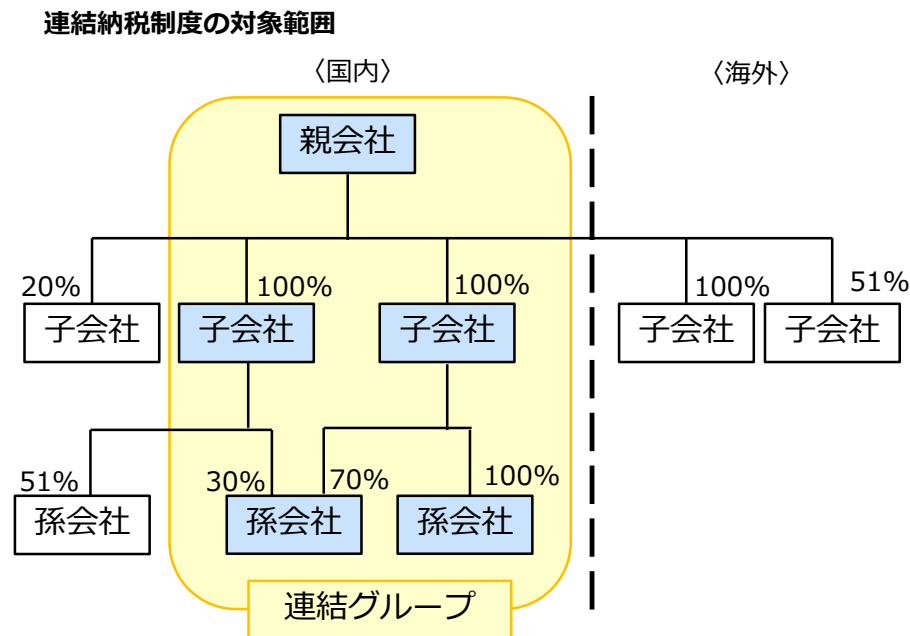 連結納税制度の対象範囲
〈国内〉
〈海外〉
親会社
20%
100%
100%
100%
51%
子会社
子会社
子会社
子会社
子会社
51%
30%
70%
100%
孫会社
孫会社
孫会社
連結グループ